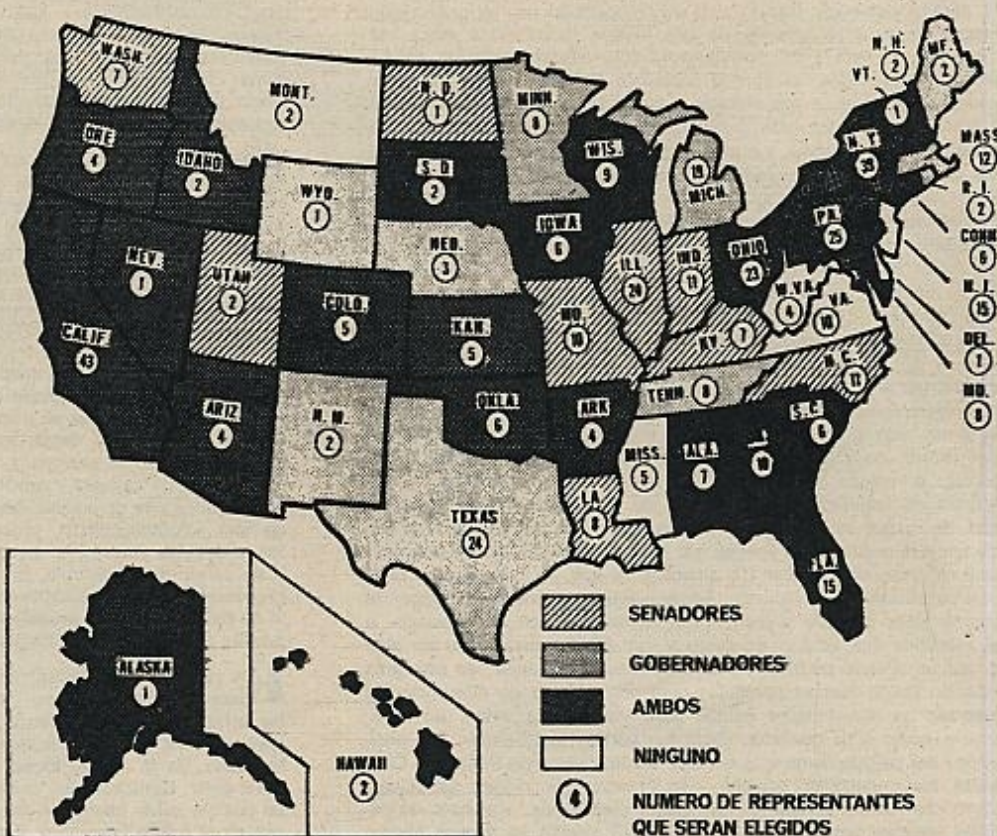 WASH.
7
MONT.
2
N.D.
1
MINN
8
N.H.
2
VT.
1
ME.
2
ORE
4
IDAHO
2
S.D.
2
WIS.
9
19
MICH.
N.Y.
39
MASS
12
WYO.
1
IOWA
6
R.I.
2
NEV.
1
UTAH
2
NEB.
3
ILL
24
IND.
11
OHIO
23
PA.
25
CONN
6
CALIF
43
COLO.
5
KAN.
5
MO.
10
KY.
7
W.VA.
4
VA.
10
N.J.
15
DEL.
1
MD.
8
ARIZ
4
N.M.
2
OKLA.
6
ARK
4
TENN.
8
N.C.
11
S.C.
6
MISS.
5
ALA.
7
10
TEXAS
24
LA.
8
FLA.
15
ALASKA
1
HAWAII
2
SENADORES
GOBERNADORES
AMBOS
NINGUNO
4 NUMERO DE REPRESENTANTES
QUE SERAN ELEGIDOS